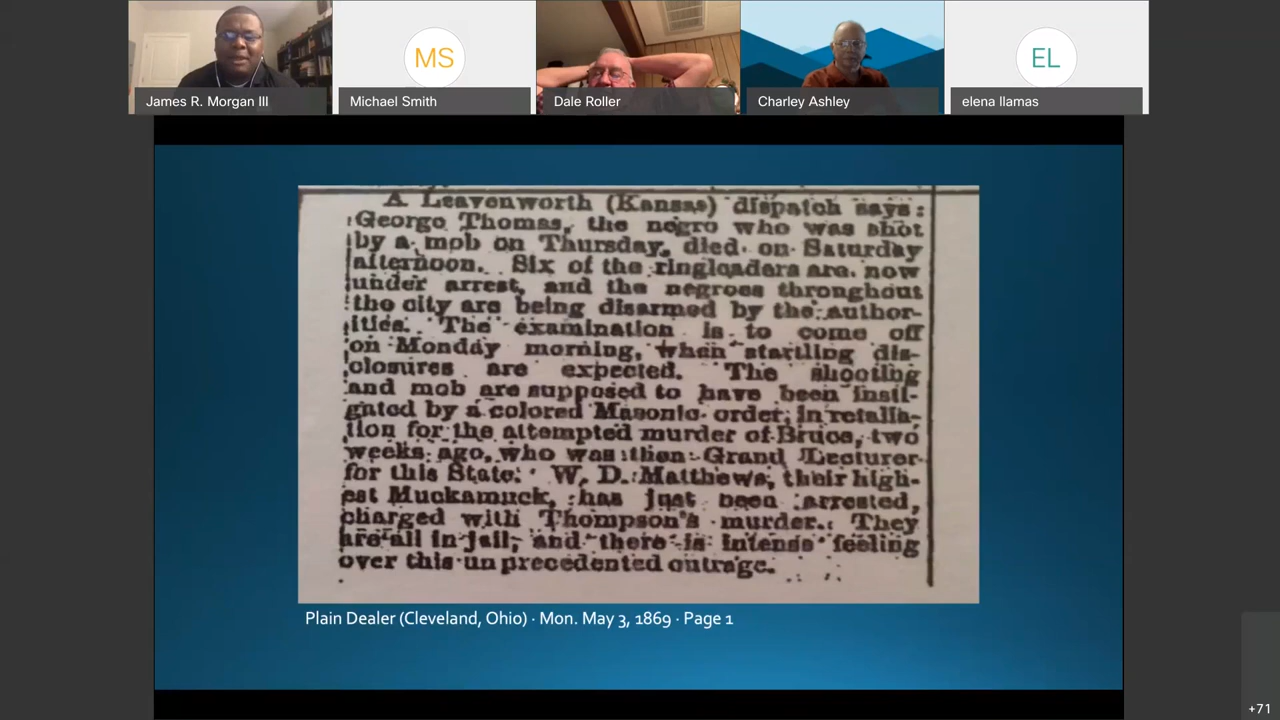 James R. Morgan III
MS
Michael Smith
Dale Roller
Charley Ashley
EL
elena llamas
A Leavenworth (Kansas) dispatch says:
George Thomas, the negro who was shot
by a mob on Thursday, died on Saturday
afternoon. Six of the ringleaders are now
under arrest, and the negroes throughout
the city are being disarmed by the author-
ities. The examination is to come off
on Monday morning, when startling dis-
closures are expected. The shooting
and mob are supposed to have been insti-
gated by a colored Masonic order, in retalia-
tion for the attempted murder of Bruce, two
weeks ago, who was then Grand Lecturer
for this State. W. D. Matthews, their high-
est Muckamuck, has just been arrested,
charged with Thompson's murder. They
are all in jail, and there is intense feeling
over this unprecedented outrage.
Plain Dealer (Cleveland, Ohio) · Mon. May 3, 1869 · Page 1
+71